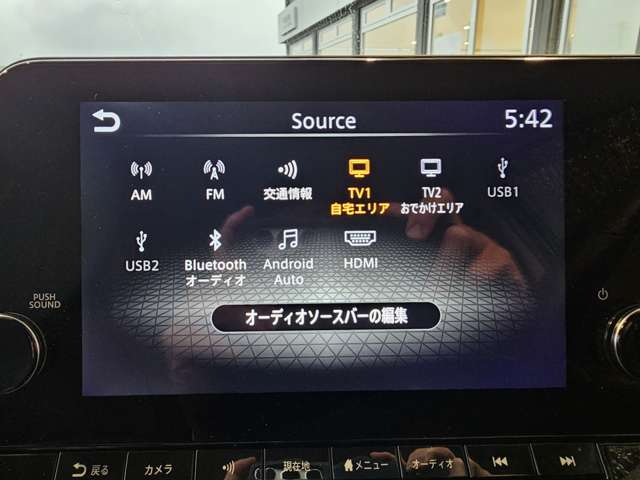 Source
5:42
AM
FM
交通情報
TV1
自宅エリア
TV2
おでかけエリア
USB1
USB2
Bluetooth
オーディオ
Android
Auto
HDMI
オーディオソースバーの編集
PUSH
SOUND
戻る
カメラ
現在地
メニュー
オーディオ